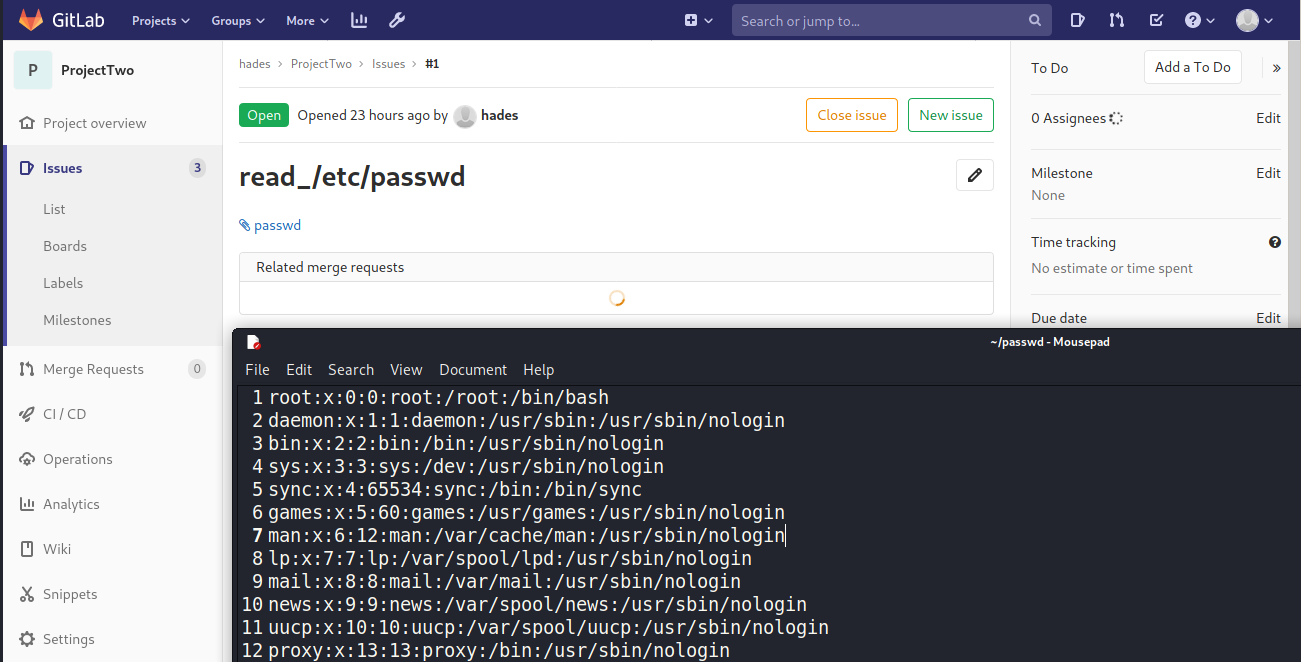 GitLab Projects Groups More Search or jump to...
P ProjectTwo
Project overview
Issues 3
List
Boards
Labels
Milestones
Merge Requests 0
CI / CD
Operations
Analytics
Wiki
Snippets
Settings
hades > ProjectTwo > Issues > #1
Open Opened 23 hours ago by hades Close issue New issue
read_/etc/passwd
passwd
Related merge requests
To Do Add a To Do »
0 Assignees Edit
Milestone Edit
None
Time tracking ?
No estimate or time spent
Due date Edit
~/passwd - Mousepad
File Edit Search View Document Help
1 root:x:0:0:root:/root:/bin/bash
2 daemon:x:1:1:daemon:/usr/sbin:/usr/sbin/nologin
3 bin:x:2:2:bin:/bin:/usr/sbin/nologin
4 sys:x:3:3:sys:/dev:/usr/sbin/nologin
5 sync:x:4:65534:sync:/bin:/bin/sync
6 games:x:5:60:games:/usr/games:/usr/sbin/nologin
7 man:x:6:12:man:/var/cache/man:/usr/sbin/nologin
8 lp:x:7:7:lp:/var/spool/lpd:/usr/sbin/nologin
9 mail:x:8:8:mail:/var/mail:/usr/sbin/nologin
10 news:x:9:9:news:/var/spool/news:/usr/sbin/nologin
11 uucp:x:10:10:uucp:/var/spool/uucp:/usr/sbin/nologin
12 proxy:x:13:13:proxy:/bin:/usr/sbin/nologin